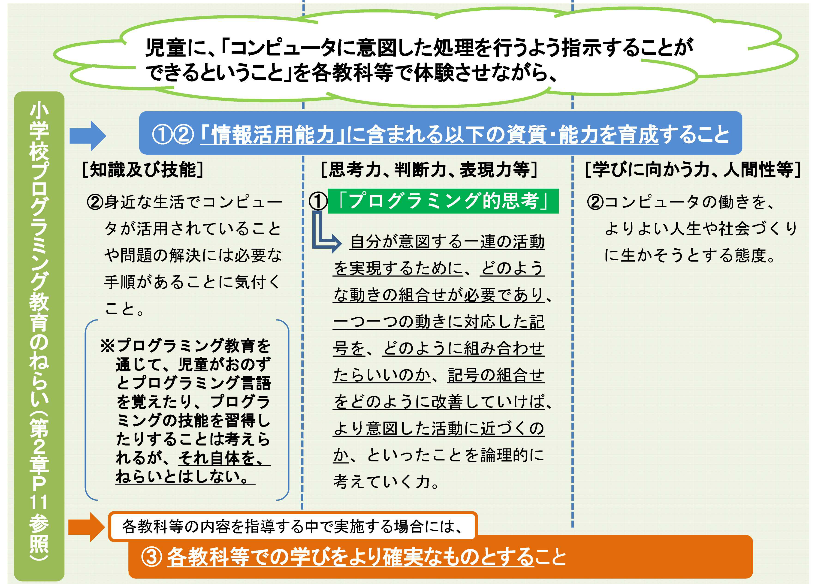 児童に、「コンピュータに意図した処理を行うよう指示することが
できるということ」を各教科等で体験させながら、
小学校プログラミング教育のねらい(第2章P11参照)
①②「情報活用能力」に含まれる以下の資質・能力を育成すること
[知識及び技能]
②身近な生活でコンピュー
タが活用されていること
や問題の解決には必要な
手順があることに気付く
こと。
※プログラミング教育を
通じて、児童がおのず
とプログラミング言語
を覚えたり、プログラ
ミングの技能を習得し
たりすることは考えら
れるが、それ自体を、
ねらいとはしない。
[思考力、判断力、表現力等]
①「プログラミング的思考」
自分が意図する一連の活動
を実現するために、どのよう
な動きの組合せが必要であり、
一つ一つの動きに対応した記
号を、どのように組み合わせ
たらいいのか、記号の組合せ
をどのように改善していけば、
より意図した活動に近づくの
か、といったことを論理的に
考えていく力。
[学びに向かう力、人間性等]
②コンピュータの働きを、
よりよい人生や社会づくり
に生かそうとする態度。
各教科等の内容を指導する中で実施する場合には、
③ 各教科等での学びをより確実なものとすること